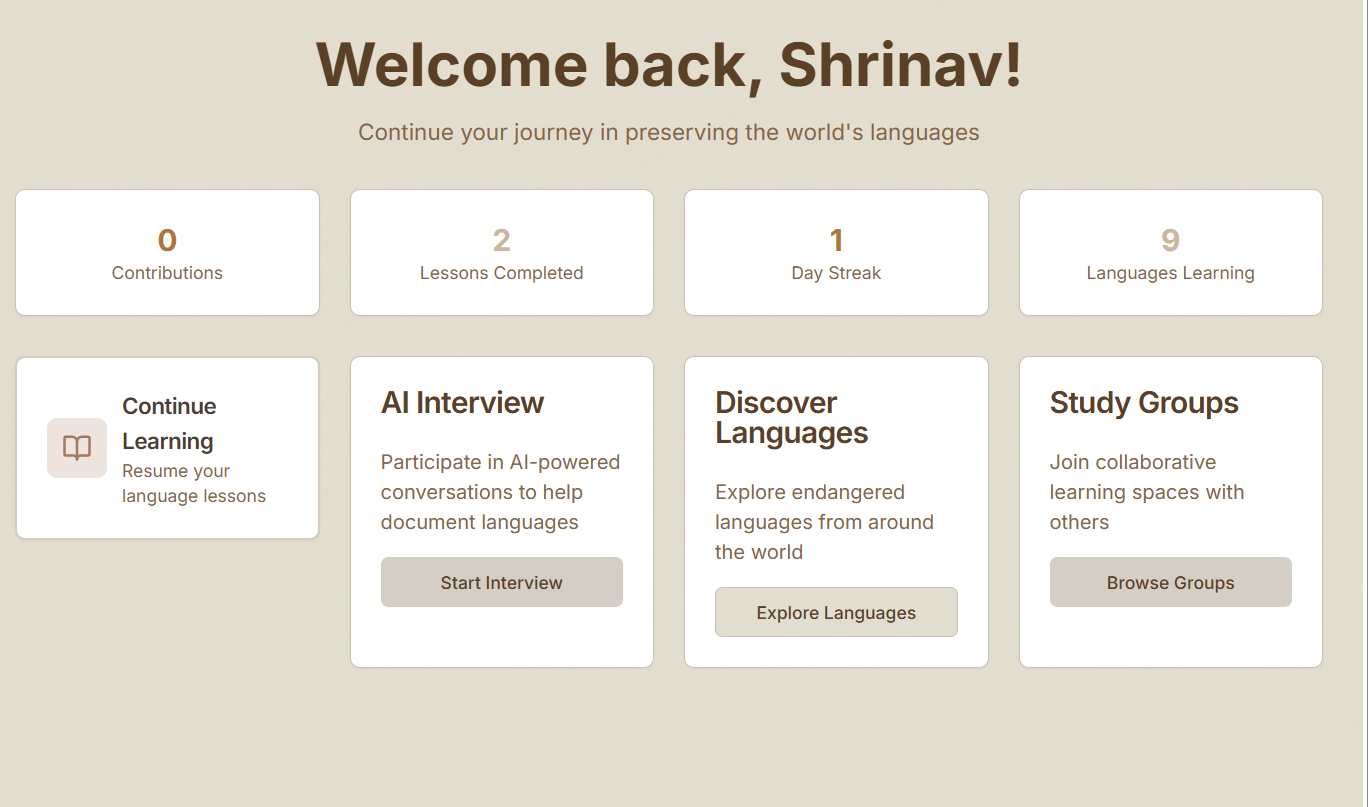 Welcome back, Shrinav!
Continue your journey in preserving the world's languages
0
Contributions
2
Lessons Completed
1
Day Streak
9
Languages Learning
Continue
Learning
Resume your
language lessons
AI Interview
Participate in AI-powered
conversations to help
document languages
Start Interview
Discover
Languages
Explore endangered
languages from around
the world
Explore Languages
Study Groups
Join collaborative
learning spaces with
others
Browse Groups